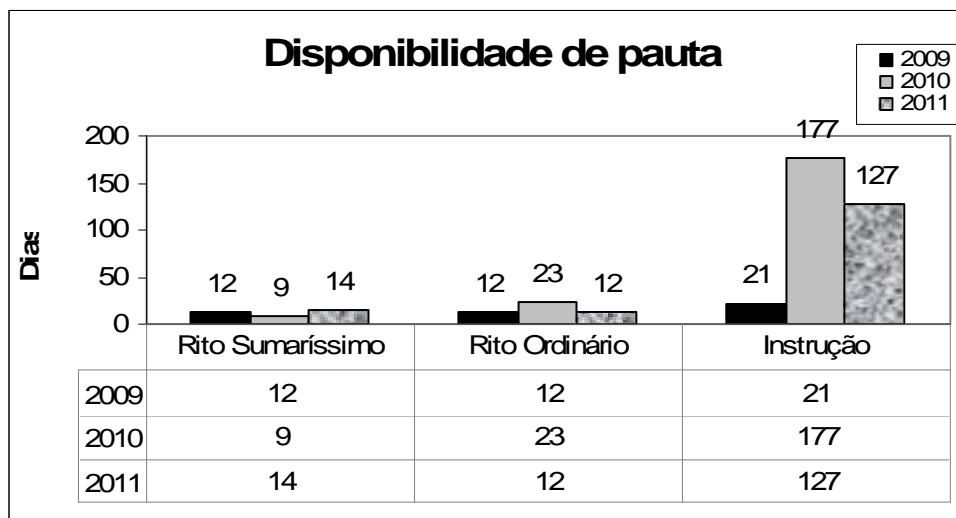 Disponibilidade de pauta
2009
2010
2011
200
150
100
50
0
Dias
12 9 14 12 23 12 21 177 127
Rito Sumaríssimo Rito Ordinário Instrução
2009 12 12 21
2010 9 23 177
2011 14 12 127